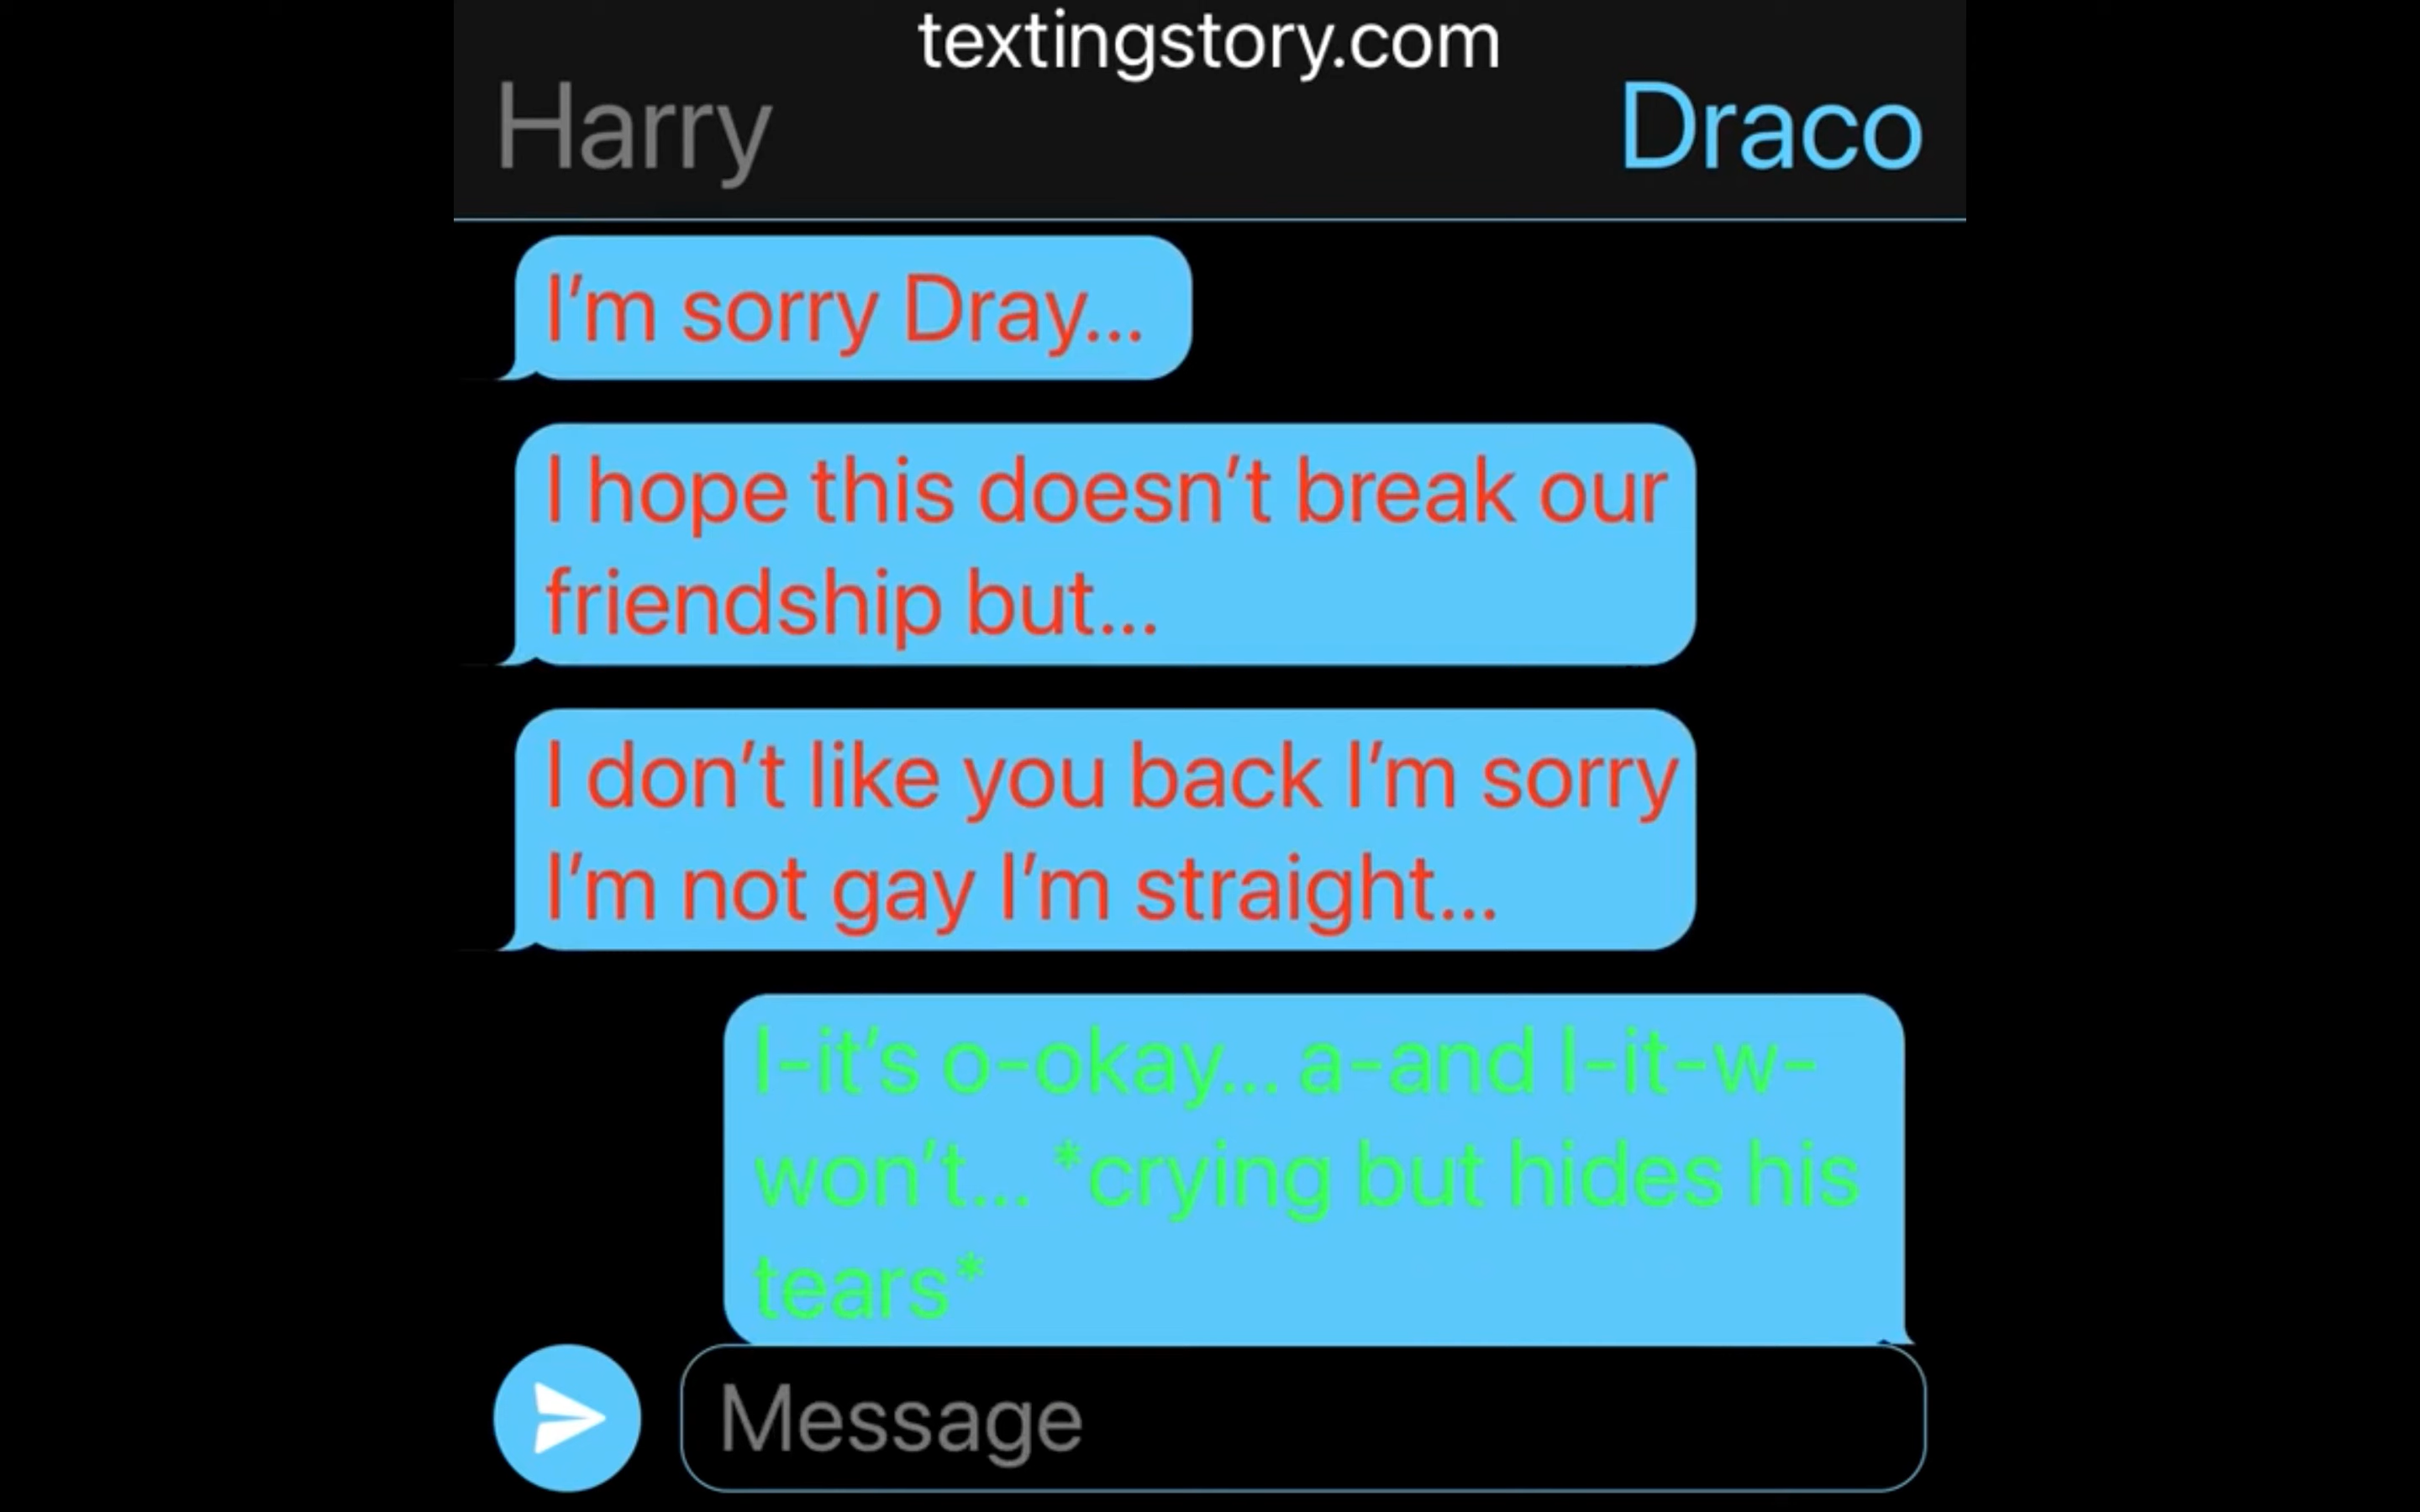 textingstory.com
Harry
Draco
I’m sorry Dray...
I hope this doesn’t break our
friendship but...
I don’t like you back I’m sorry
I’m not gay I’m straight...
I-it’s o-okay... a-and I-it-w-
won’t... *crying but hides his
tears*
Message